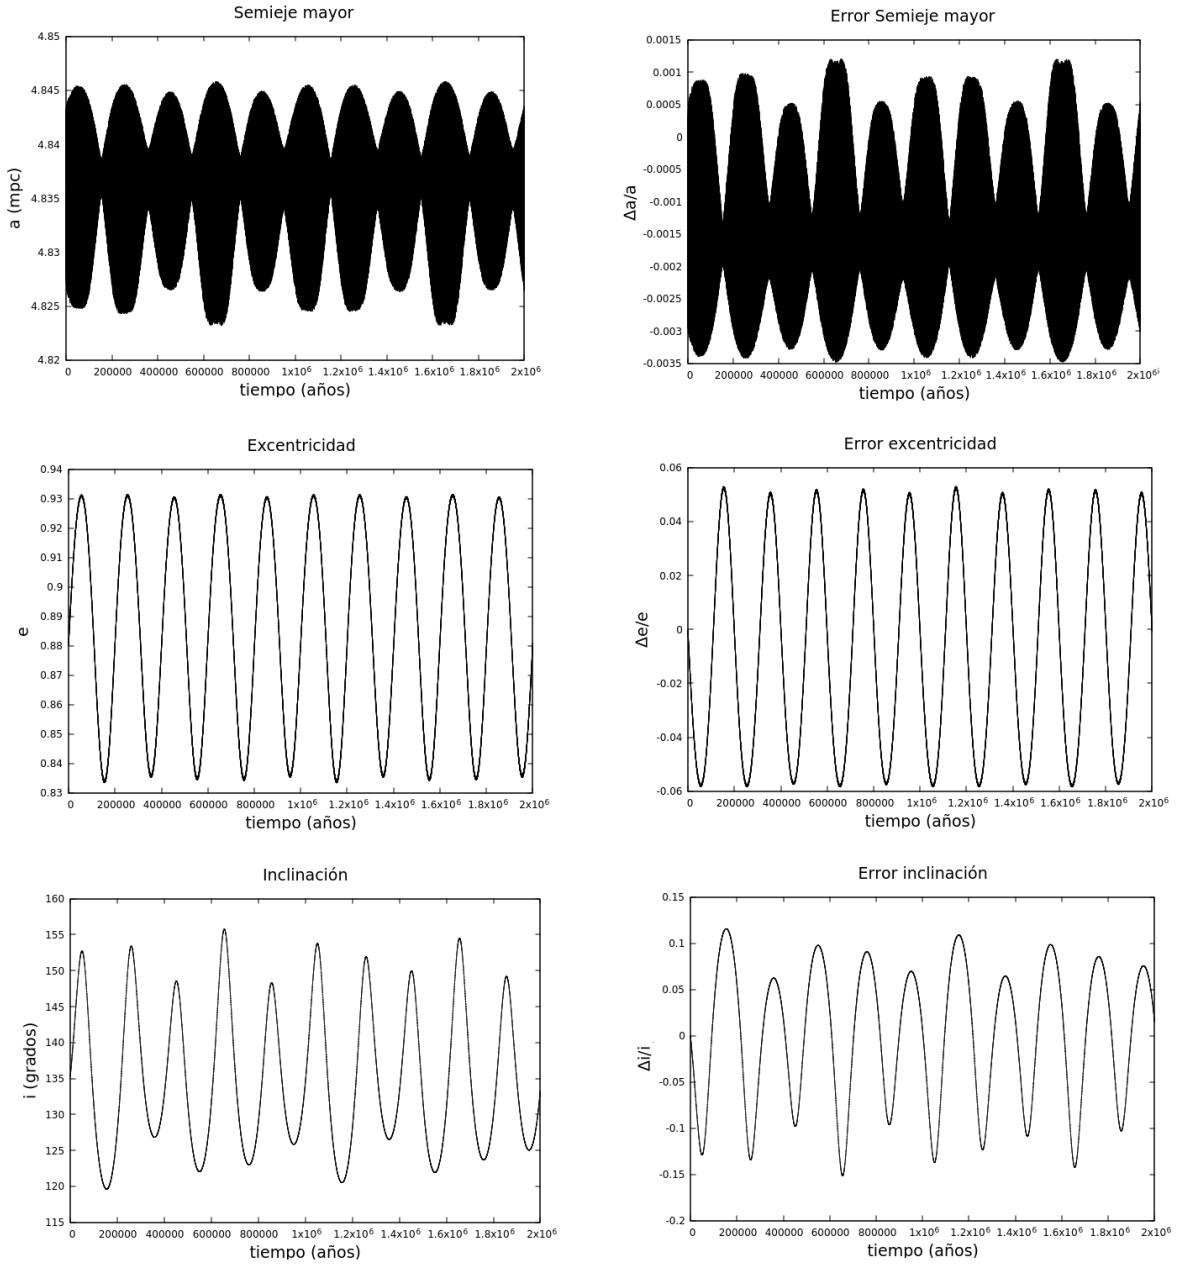 Semieje mayor
4.85
4.845
4.84
4.835
4.83
4.825
4.82
a (mpc)
0 200000 400000 600000 800000 1x10⁶ 1.2x10⁶ 1.4x10⁶ 1.6x10⁶ 1.8x10⁶ 2x10⁶
tiempo (años)
Error Semieje mayor
0.0015
0.001
0.0005
0
-0.0005
-0.001
-0.0015
-0.002
-0.0025
-0.003
-0.0035
Δa/a
0 200000 400000 600000 800000 1x10⁶ 1.2x10⁶ 1.4x10⁶ 1.6x10⁶ 1.8x10⁶ 2x10⁶
tiempo (años)
Excentricidad
0.94
0.93
0.92
0.91
0.9
0.89
0.88
0.87
0.86
0.85
0.84
0.83
e
0 200000 400000 600000 800000 1x10⁶ 1.2x10⁶ 1.4x10⁶ 1.6x10⁶ 1.8x10⁶ 2x10⁶
tiempo (años)
Error excentricidad
0.06
0.04
0.02
0
-0.02
-0.04
-0.06
Δe/e
0 200000 400000 600000 800000 1x10⁶ 1.2x10⁶ 1.4x10⁶ 1.6x10⁶ 1.8x10⁶ 2x10⁶
tiempo (años)
Inclinación
160
155
150
145
140
135
130
125
120
115
i (grados)
0 200000 400000 600000 800000 1x10⁶ 1.2x10⁶ 1.4x10⁶ 1.6x10⁶ 1.8x10⁶ 2x10⁶
tiempo (años)
Error inclinación
0.15
0.1
0.05
0
-0.05
-0.1
-0.15
-0.2
Δi/i
0 200000 400000 600000 800000 1x10⁶ 1.2x10⁶ 1.4x10⁶ 1.6x10⁶ 1.8x10⁶ 2x10⁶
tiempo (años)